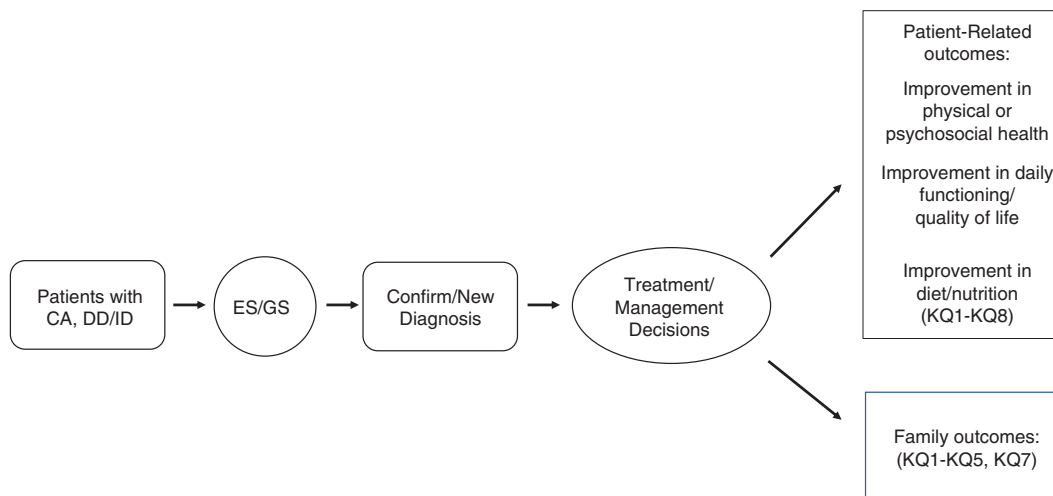 Patients with
CA, DD/ID
ES/GS
Confirm/New
Diagnosis
Treatment/
Management
Decisions
Patient-Related
outcomes:
Improvement in
physical or
psychosocial health
Improvement in daily
functioning/
quality of life
Improvement in
diet/nutrition
(KQ1-KQ8)
Family outcomes:
(KQ1-KQ5, KQ7)